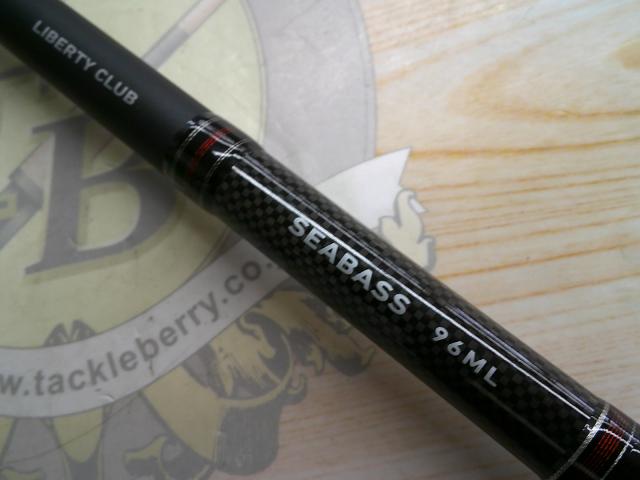 LIBERTY CLUB
SEABASS 96ML
B
www.tackleberry.co.